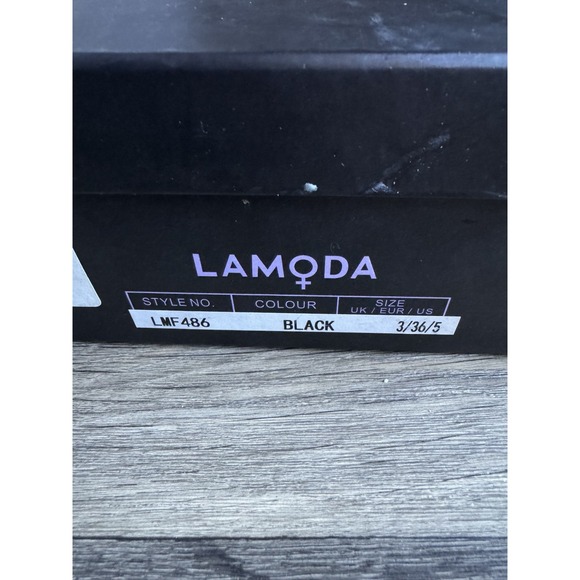 LAMODA
STYLE NO. COLOUR SIZE
UK / EUR / US
LMF486 BLACK 3/36/5